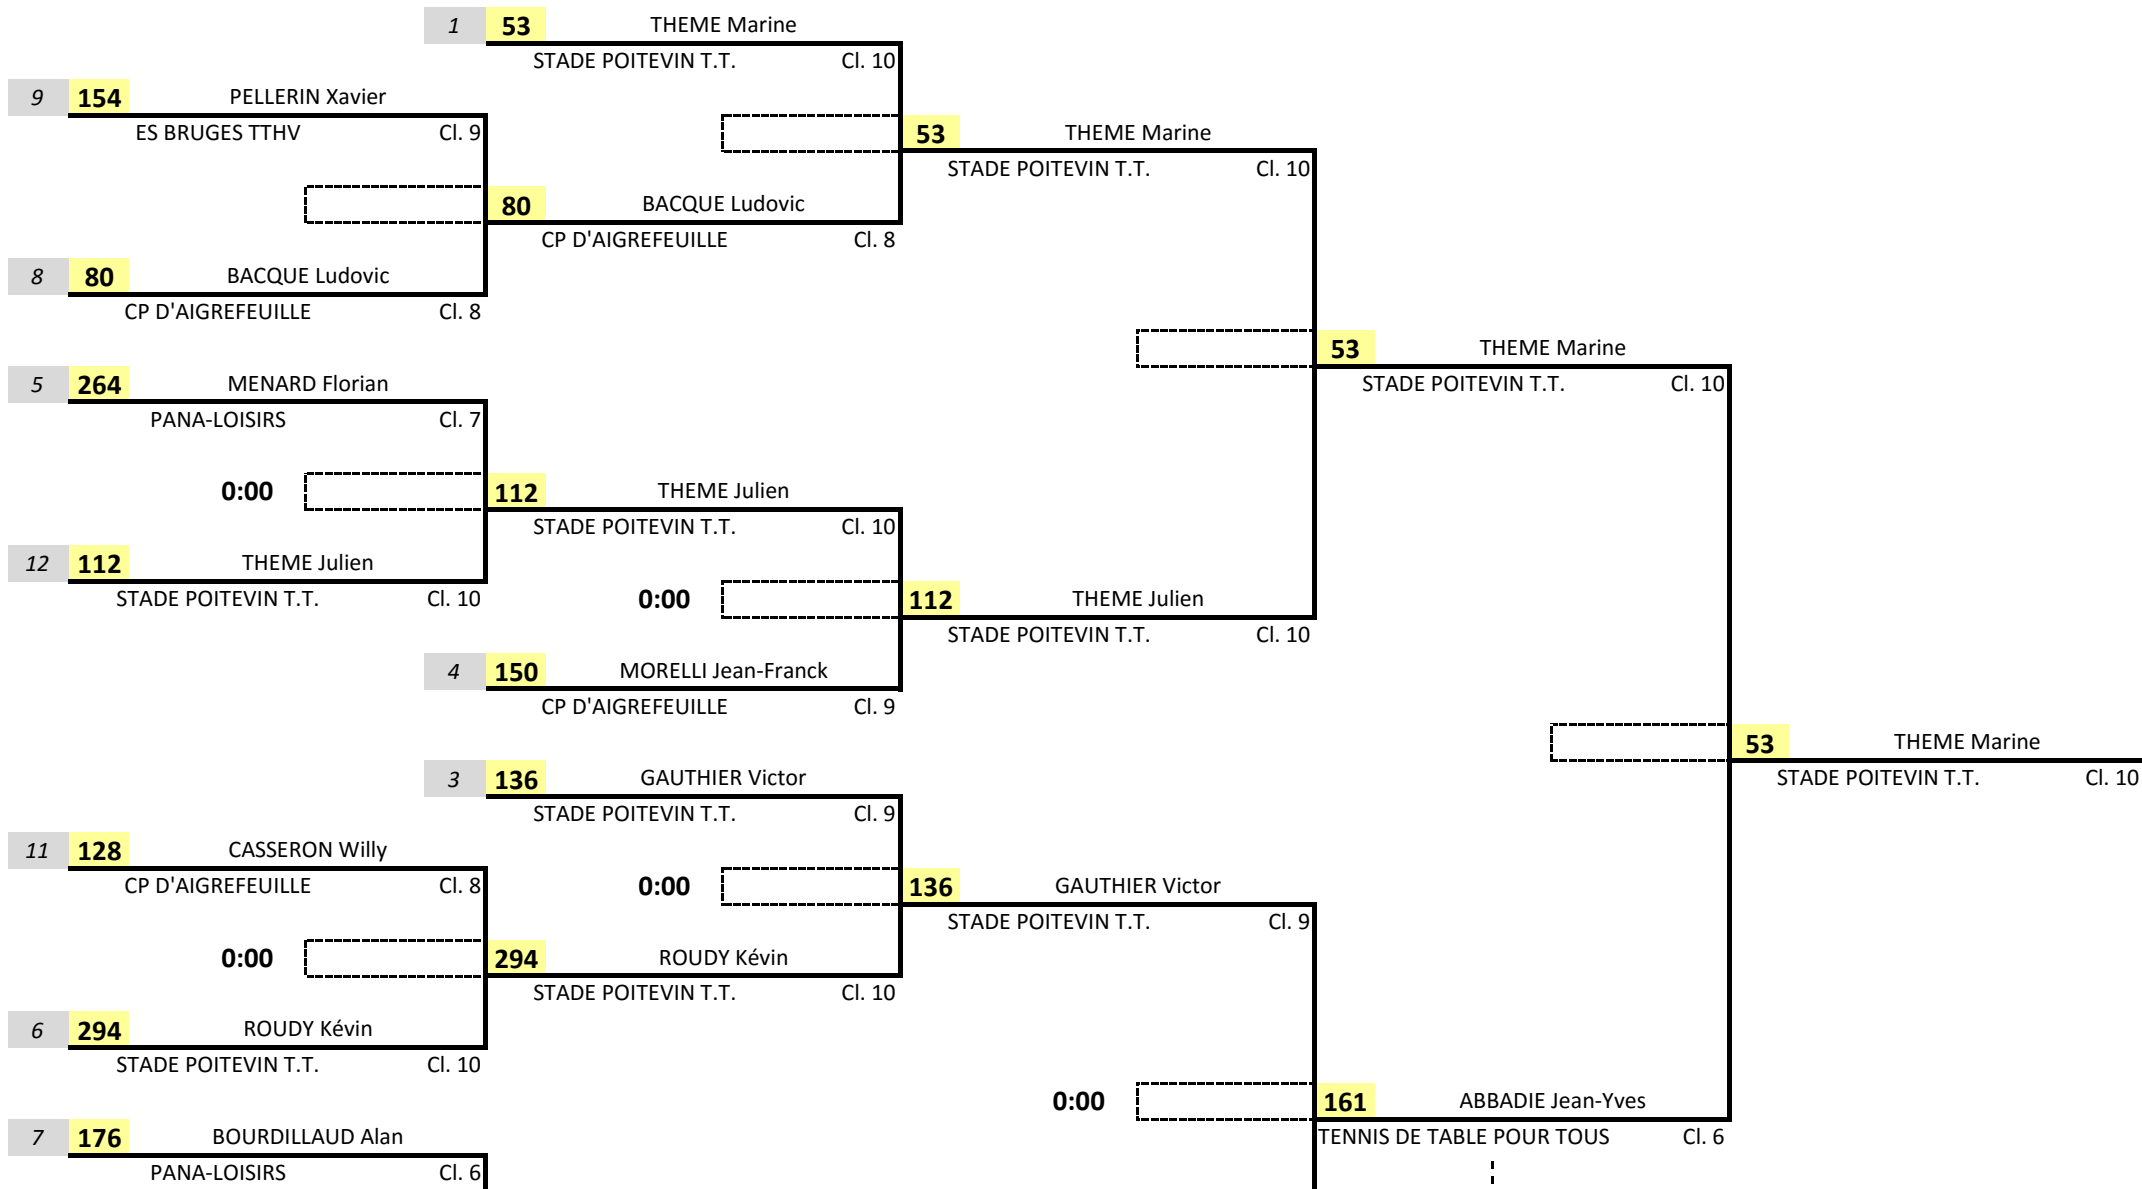 1 53 THEME Marine
STADE POITEVIN T.T. Cl. 10
9 154 PELLERIN Xavier
ES BRUGES TTHV Cl. 9
53 THEME Marine
STADE POITEVIN T.T. Cl. 10
80 BACQUE Ludovic
CP D'AIGREFEUILLE Cl. 8
8 80 BACQUE Ludovic
CP D'AIGREFEUILLE Cl. 8
53 THEME Marine
STADE POITEVIN T.T. Cl. 10
5 264 MENARD Florian
PANA-LOISIRS Cl. 7
0:00 112 THEME Julien
STADE POITEVIN T.T. Cl. 10
12 112 THEME Julien
STADE POITEVIN T.T. Cl. 10
0:00 112 THEME Julien
STADE POITEVIN T.T. Cl. 10
4 150 MORELLI Jean-Franck
CP D'AIGREFEUILLE Cl. 9
53 THEME Marine
STADE POITEVIN T.T. Cl. 10
3 136 GAUTHIER Victor
STADE POITEVIN T.T. Cl. 9
11 128 CASSERON Willy
CP D'AIGREFEUILLE Cl. 8
0:00 136 GAUTHIER Victor
STADE POITEVIN T.T. Cl. 9
0:00 294 ROUDY Kévin
STADE POITEVIN T.T. Cl. 10
6 294 ROUDY Kévin
STADE POITEVIN T.T. Cl. 10
0:00 161 ABBADIE Jean-Yves
TENNIS DE TABLE POUR TOUS Cl. 6
7 176 BOURDILLAUD Alan
PANA-LOISIRS Cl. 6